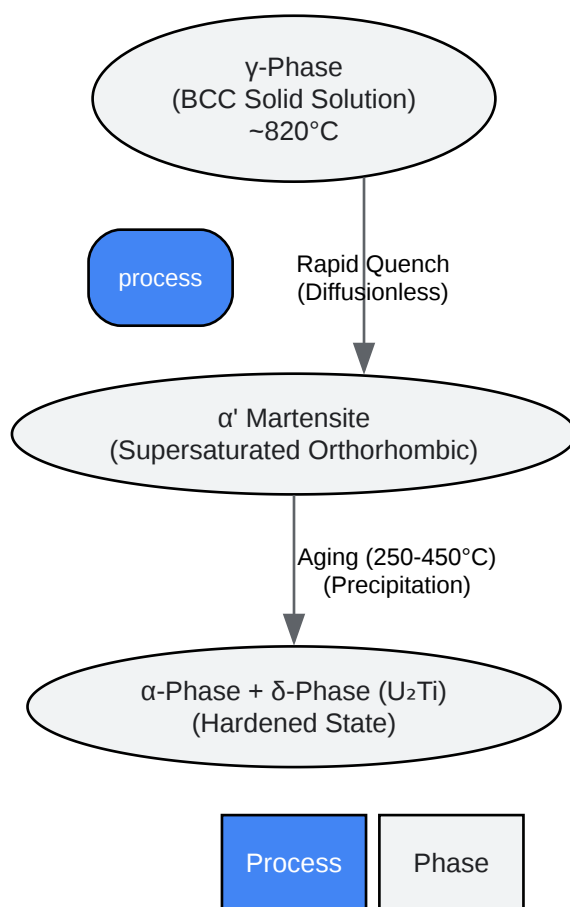 γ-Phase
(BCC Solid Solution)
~820°C
process
Rapid Quench
(Diffusionless)
α' Martensite
(Supersaturated Orthorhombic)
Aging (250-450°C)
(Precipitation)
α-Phase + δ-Phase (U₂Ti)
(Hardened State)
Process
Phase